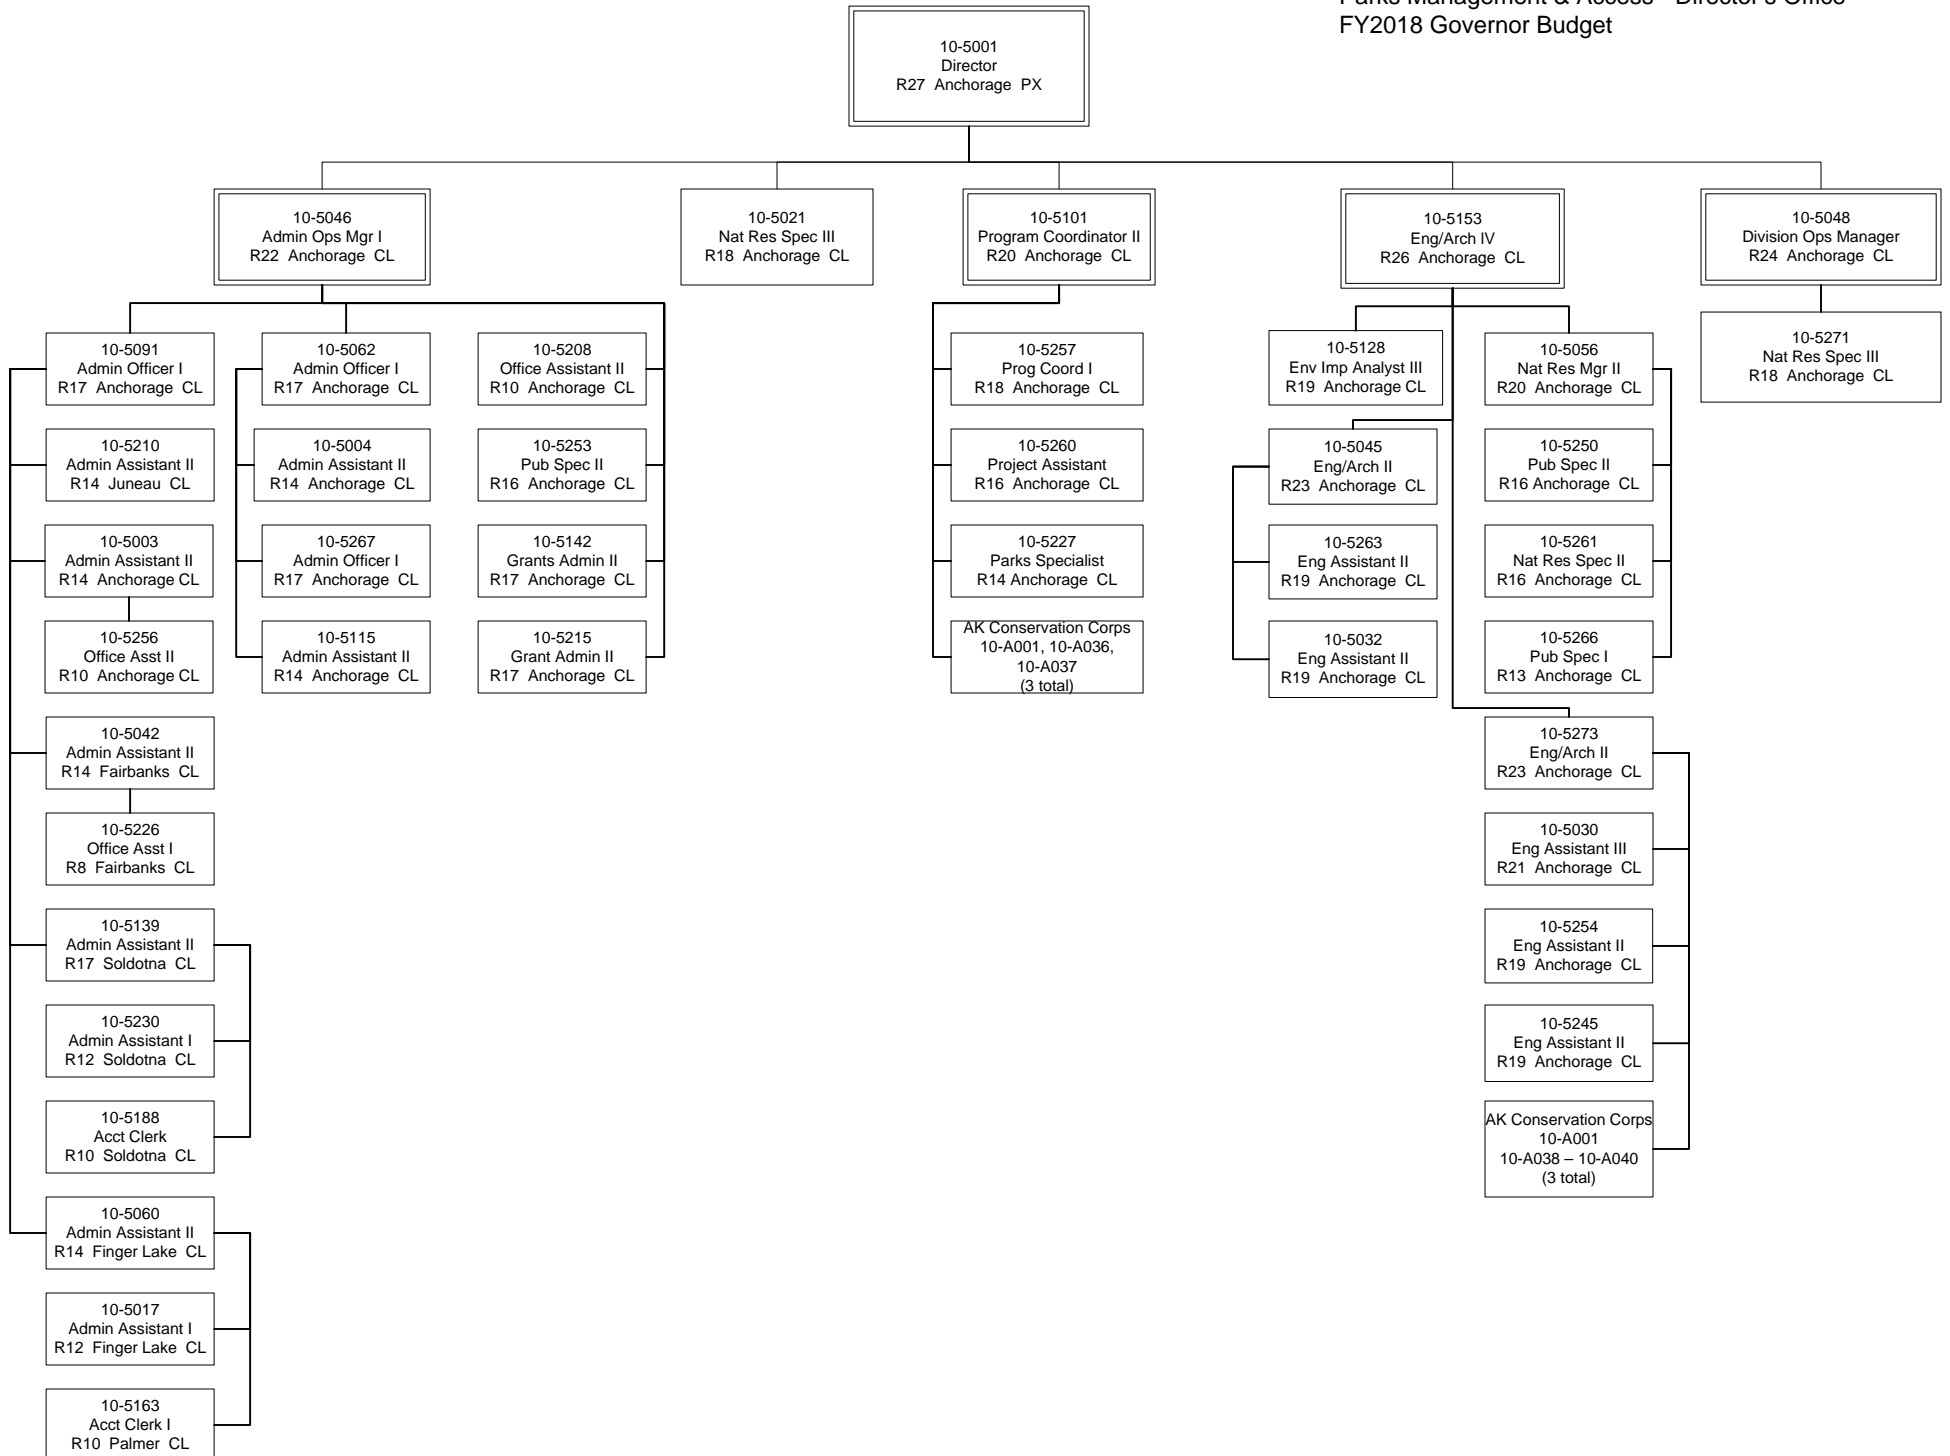 Parks Management & Access - Director's Office
FY2018 Governor Budget
10-5001
Director
R27 Anchorage PX
10-5046
Admin Ops Mgr I
R22 Anchorage CL
10-5021
Nat Res Spec III
R18 Anchorage CL
10-5101
Program Coordinator II
R20 Anchorage CL
10-5153
Eng/Arch IV
R26 Anchorage CL
10-5048
Division Ops Manager
R24 Anchorage CL
10-5091
Admin Officer I
R17 Anchorage CL
10-5210
Admin Assistant II
R14 Juneau CL
10-5003
Admin Assistant II
R14 Anchorage CL
10-5256
Office Asst II
R10 Anchorage CL
10-5042
Admin Assistant II
R14 Fairbanks CL
10-5226
Office Asst I
R8 Fairbanks CL
10-5139
Admin Assistant II
R17 Soldotna CL
10-5230
Admin Assistant I
R12 Soldotna CL
10-5188
Acct Clerk
R10 Soldotna CL
10-5060
Admin Assistant II
R14 Finger Lake CL
10-5017
Admin Assistant I
R12 Finger Lake CL
10-5163
Acct Clerk I
R10 Palmer CL
10-5062
Admin Officer I
R17 Anchorage CL
10-5004
Admin Assistant II
R14 Anchorage CL
10-5267
Admin Officer I
R17 Anchorage CL
10-5115
Admin Assistant II
R14 Anchorage CL
10-5208
Office Assistant II
R10 Anchorage CL
10-5253
Pub Spec II
R16 Anchorage CL
10-5142
Grants Admin II
R17 Anchorage CL
10-5215
Grant Admin II
R17 Anchorage CL
10-5257
Prog Coord I
R18 Anchorage CL
10-5260
Project Assistant
R16 Anchorage CL
10-5227
Parks Specialist
R14 Anchorage CL
AK Conservation Corps
10-A001, 10-A036,
10-A037
(3 total)
10-5128
Env Imp Analyst III
R19 Anchorage CL
10-5045
Eng/Arch II
R23 Anchorage CL
10-5263
Eng Assistant II
R19 Anchorage CL
10-5032
Eng Assistant II
R19 Anchorage CL
10-5056
Nat Res Mgr II
R20 Anchorage CL
10-5250
Pub Spec II
R16 Anchorage CL
10-5261
Nat Res Spec II
R16 Anchorage CL
10-5266
Pub Spec I
R13 Anchorage CL
10-5273
Eng/Arch II
R23 Anchorage CL
10-5030
Eng Assistant III
R21 Anchorage CL
10-5254
Eng Assistant II
R19 Anchorage CL
10-5245
Eng Assistant II
R19 Anchorage CL
AK Conservation Corps
10-A001
10-A038 – 10-A040
(3 total)
10-5271
Nat Res Spec III
R18 Anchorage CL